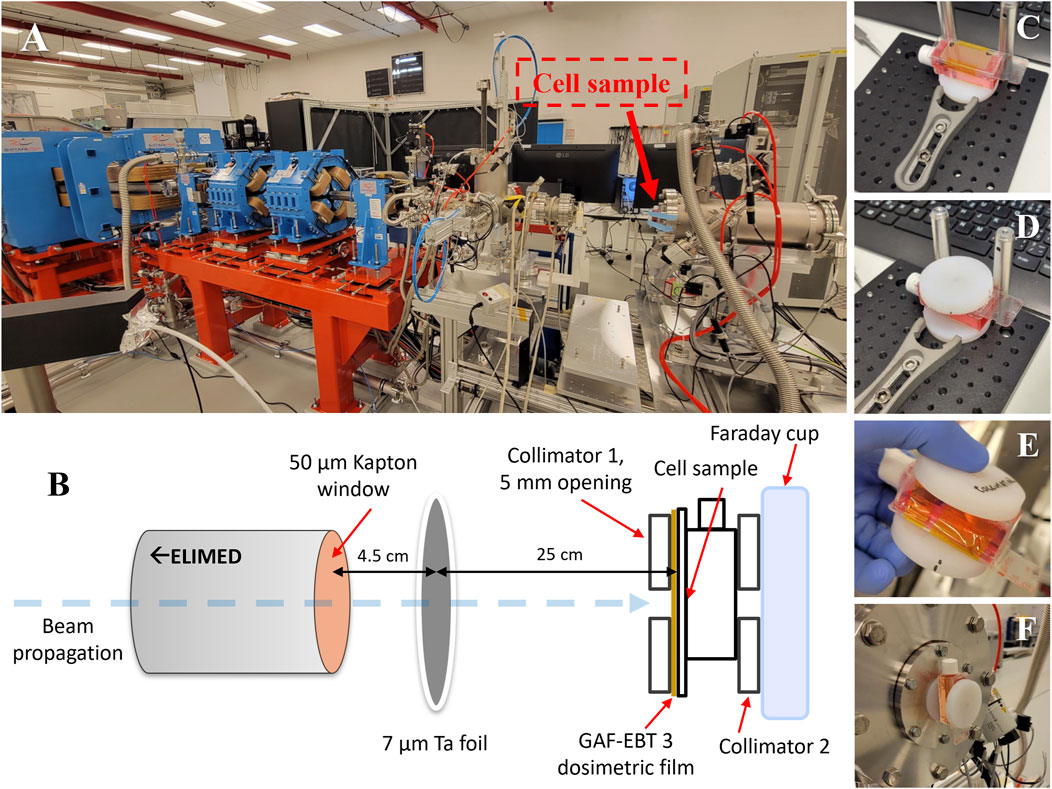 A
Cell sample
LG
C
D
E
F
B
50 μm Kapton
window
←ELIMED
4.5 cm
25 cm
Beam
propagation
7 μm Ta foil
Collimator 1,
5 mm opening
Cell sample
Faraday cup
GAF-EBT 3
dosimetric film
Collimator 2